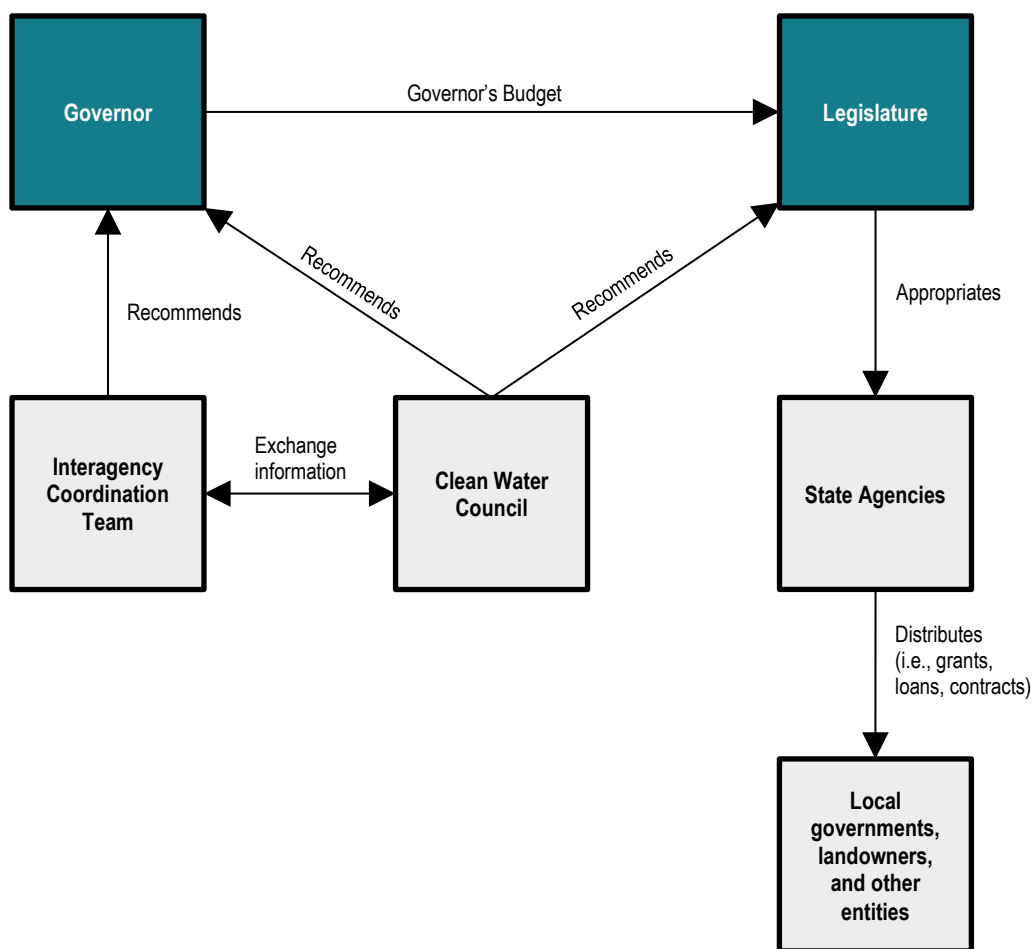 Governor
Governor's Budget
Legislature
Recommends
Recommends
Recommends
Appropriates
Interagency
Coordination
Team
Exchange
information
Clean Water
Council
State Agencies
Distributes
(i.e., grants,
loans, contracts)
Local
governments,
landowners,
and other
entities